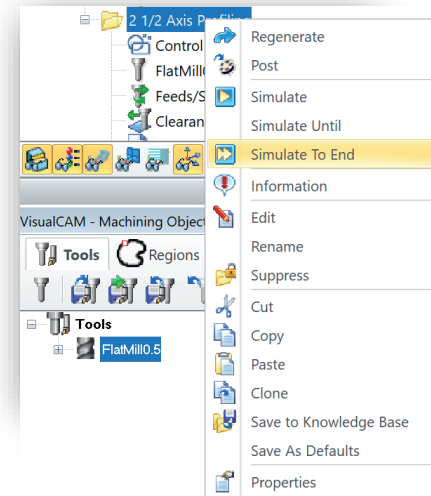 2 1/2 Axis Profiling
Control
FlatMill
Feeds/S
Clearan
Regenerate
Post
Simulate
Simulate Until
Simulate To End
Information
Edit
Rename
Suppress
Cut
Copy
Paste
Clone
Save to Knowledge Base
Save As Defaults
Properties
VisualCAM - Machining Object
Tools
Regions
Tools
FlatMill0.5